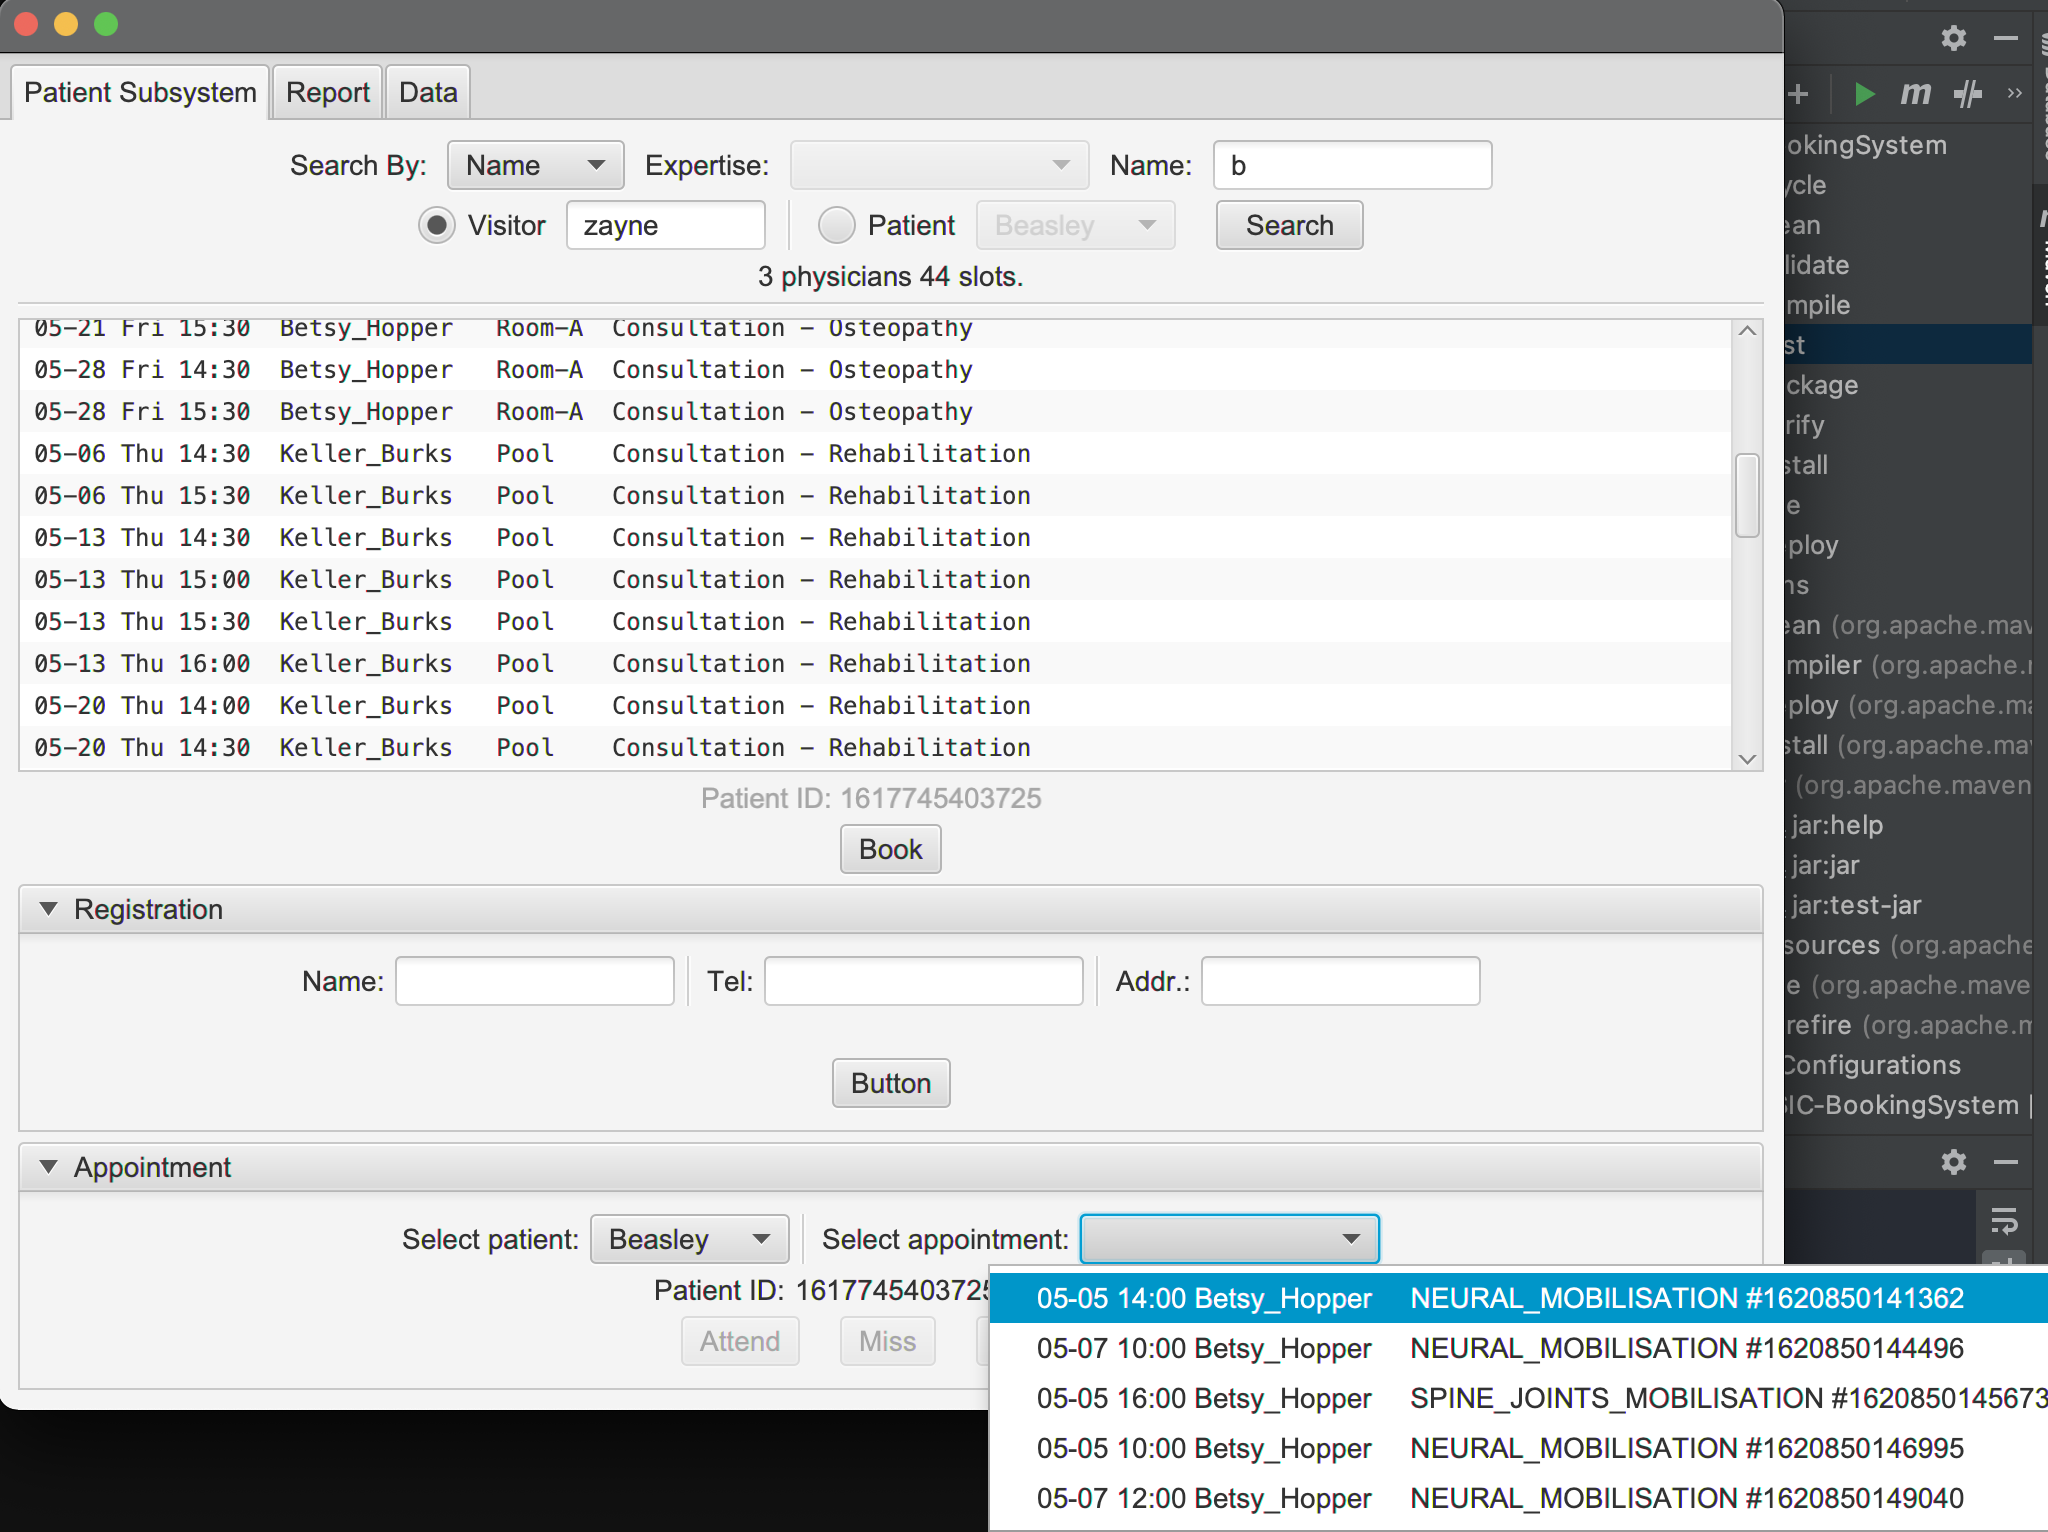 Patient Subsystem Report Data
Search By: Name Expertise: Name: b
Visitor zayne Patient Beasley Search
3 physicians 44 slots.
05-21 Fri 15:30 Betsy_Hopper Room-A Consultation - Osteopathy
05-28 Fri 14:30 Betsy_Hopper Room-A Consultation - Osteopathy
05-28 Fri 15:30 Betsy_Hopper Room-A Consultation - Osteopathy
05-06 Thu 14:30 Keller_Burks Pool Consultation - Rehabilitation
05-06 Thu 15:30 Keller_Burks Pool Consultation - Rehabilitation
05-13 Thu 14:30 Keller_Burks Pool Consultation - Rehabilitation
05-13 Thu 15:00 Keller_Burks Pool Consultation - Rehabilitation
05-13 Thu 15:30 Keller_Burks Pool Consultation - Rehabilitation
05-13 Thu 16:00 Keller_Burks Pool Consultation - Rehabilitation
05-20 Thu 14:00 Keller_Burks Pool Consultation - Rehabilitation
05-20 Thu 14:30 Keller_Burks Pool Consultation - Rehabilitation
Patient ID: 1617745403725
Book
Registration
Name: Tel: Addr.:
Button
Appointment
Select patient: Beasley Select appointment:
Patient ID: 1617745403725
Attend Miss
05-05 14:00 Betsy_Hopper NEURAL_MOBILISATION #1620850141362
05-07 10:00 Betsy_Hopper NEURAL_MOBILISATION #1620850144496
05-05 16:00 Betsy_Hopper SPINE_JOINTS_MOBILISATION #1620850145673
05-05 10:00 Betsy_Hopper NEURAL_MOBILISATION #1620850146995
05-07 12:00 Betsy_Hopper NEURAL_MOBILISATION #1620850149040
m
okingSystem
ycle
ean
lidate
mpile
st
ckage
rify
stall
e
ploy
ns
ean (org.apache.mav
mpiler (org.apache.
ploy (org.apache.ma
stall (org.apache.ma
(org.apache.maven
jar:help
jar:jar
jar:test-jar
sources (org.apache
e (org.apache.mave
refire (org.apache.m
Configurations
SIC-BookingSystem